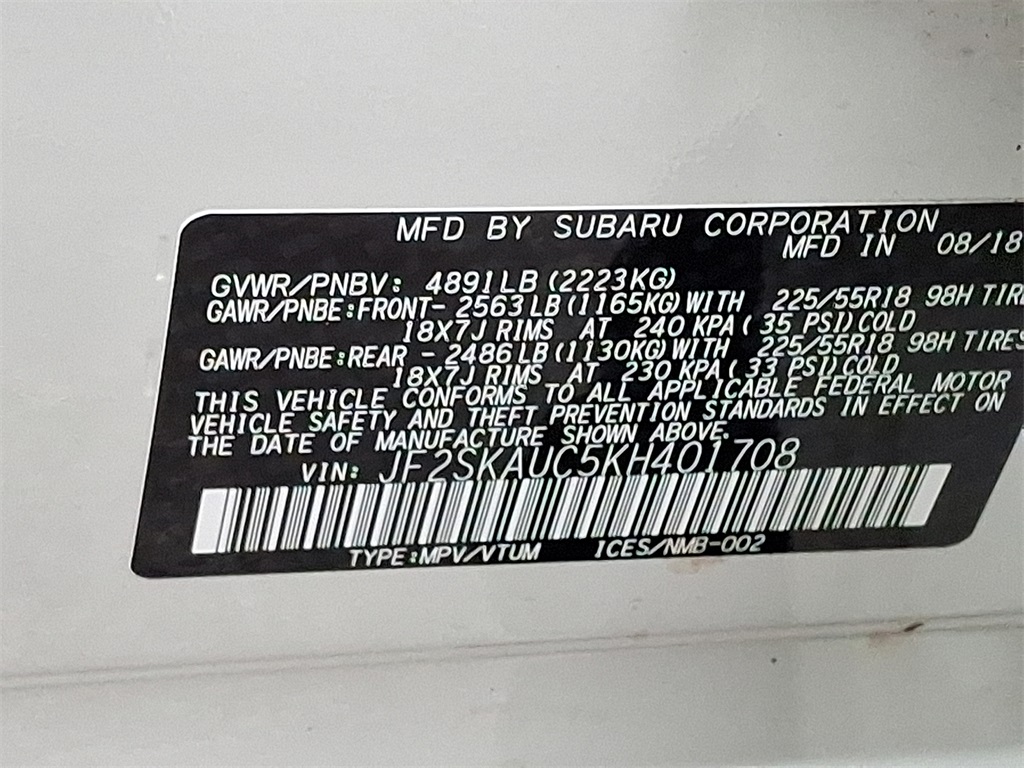 MFD BY SUBARU CORPORATION
MFD IN 08/18
GVWR/PNBV: 4891LB (2223KG)
GAWR/PNBE:FRONT- 2563LB(1165KG)WITH 225/55R18 98H TIRE
18X7J RIMS AT 240 KPA( 35 PSI)COLD
GAWR/PNBE:REAR - 2486LB(1130KG)WITH 225/55R18 98H TIRES
18X7J RIMS AT 230 KPA( 33 PSI)COLD
THIS VEHICLE CONFORMS TO ALL APPLICABLE FEDERAL MOTOR
VEHICLE SAFETY AND THEFT PREVENTION STANDARDS IN EFFECT ON
THE DATE OF MANUFACTURE SHOWN ABOVE.
VIN: JF2SKAUC5KH401708
TYPE:MPV/VTUM ICES/NMB-002